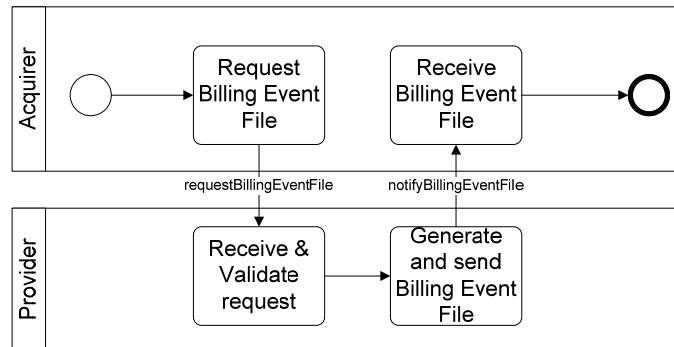 Acquirer
Request
Billing Event
File
Receive
Billing Event
File
requestBillingEventFile
notifyBillingEventFile
Provider
Receive &
Validate
request
Generate
and send
Billing Event
File